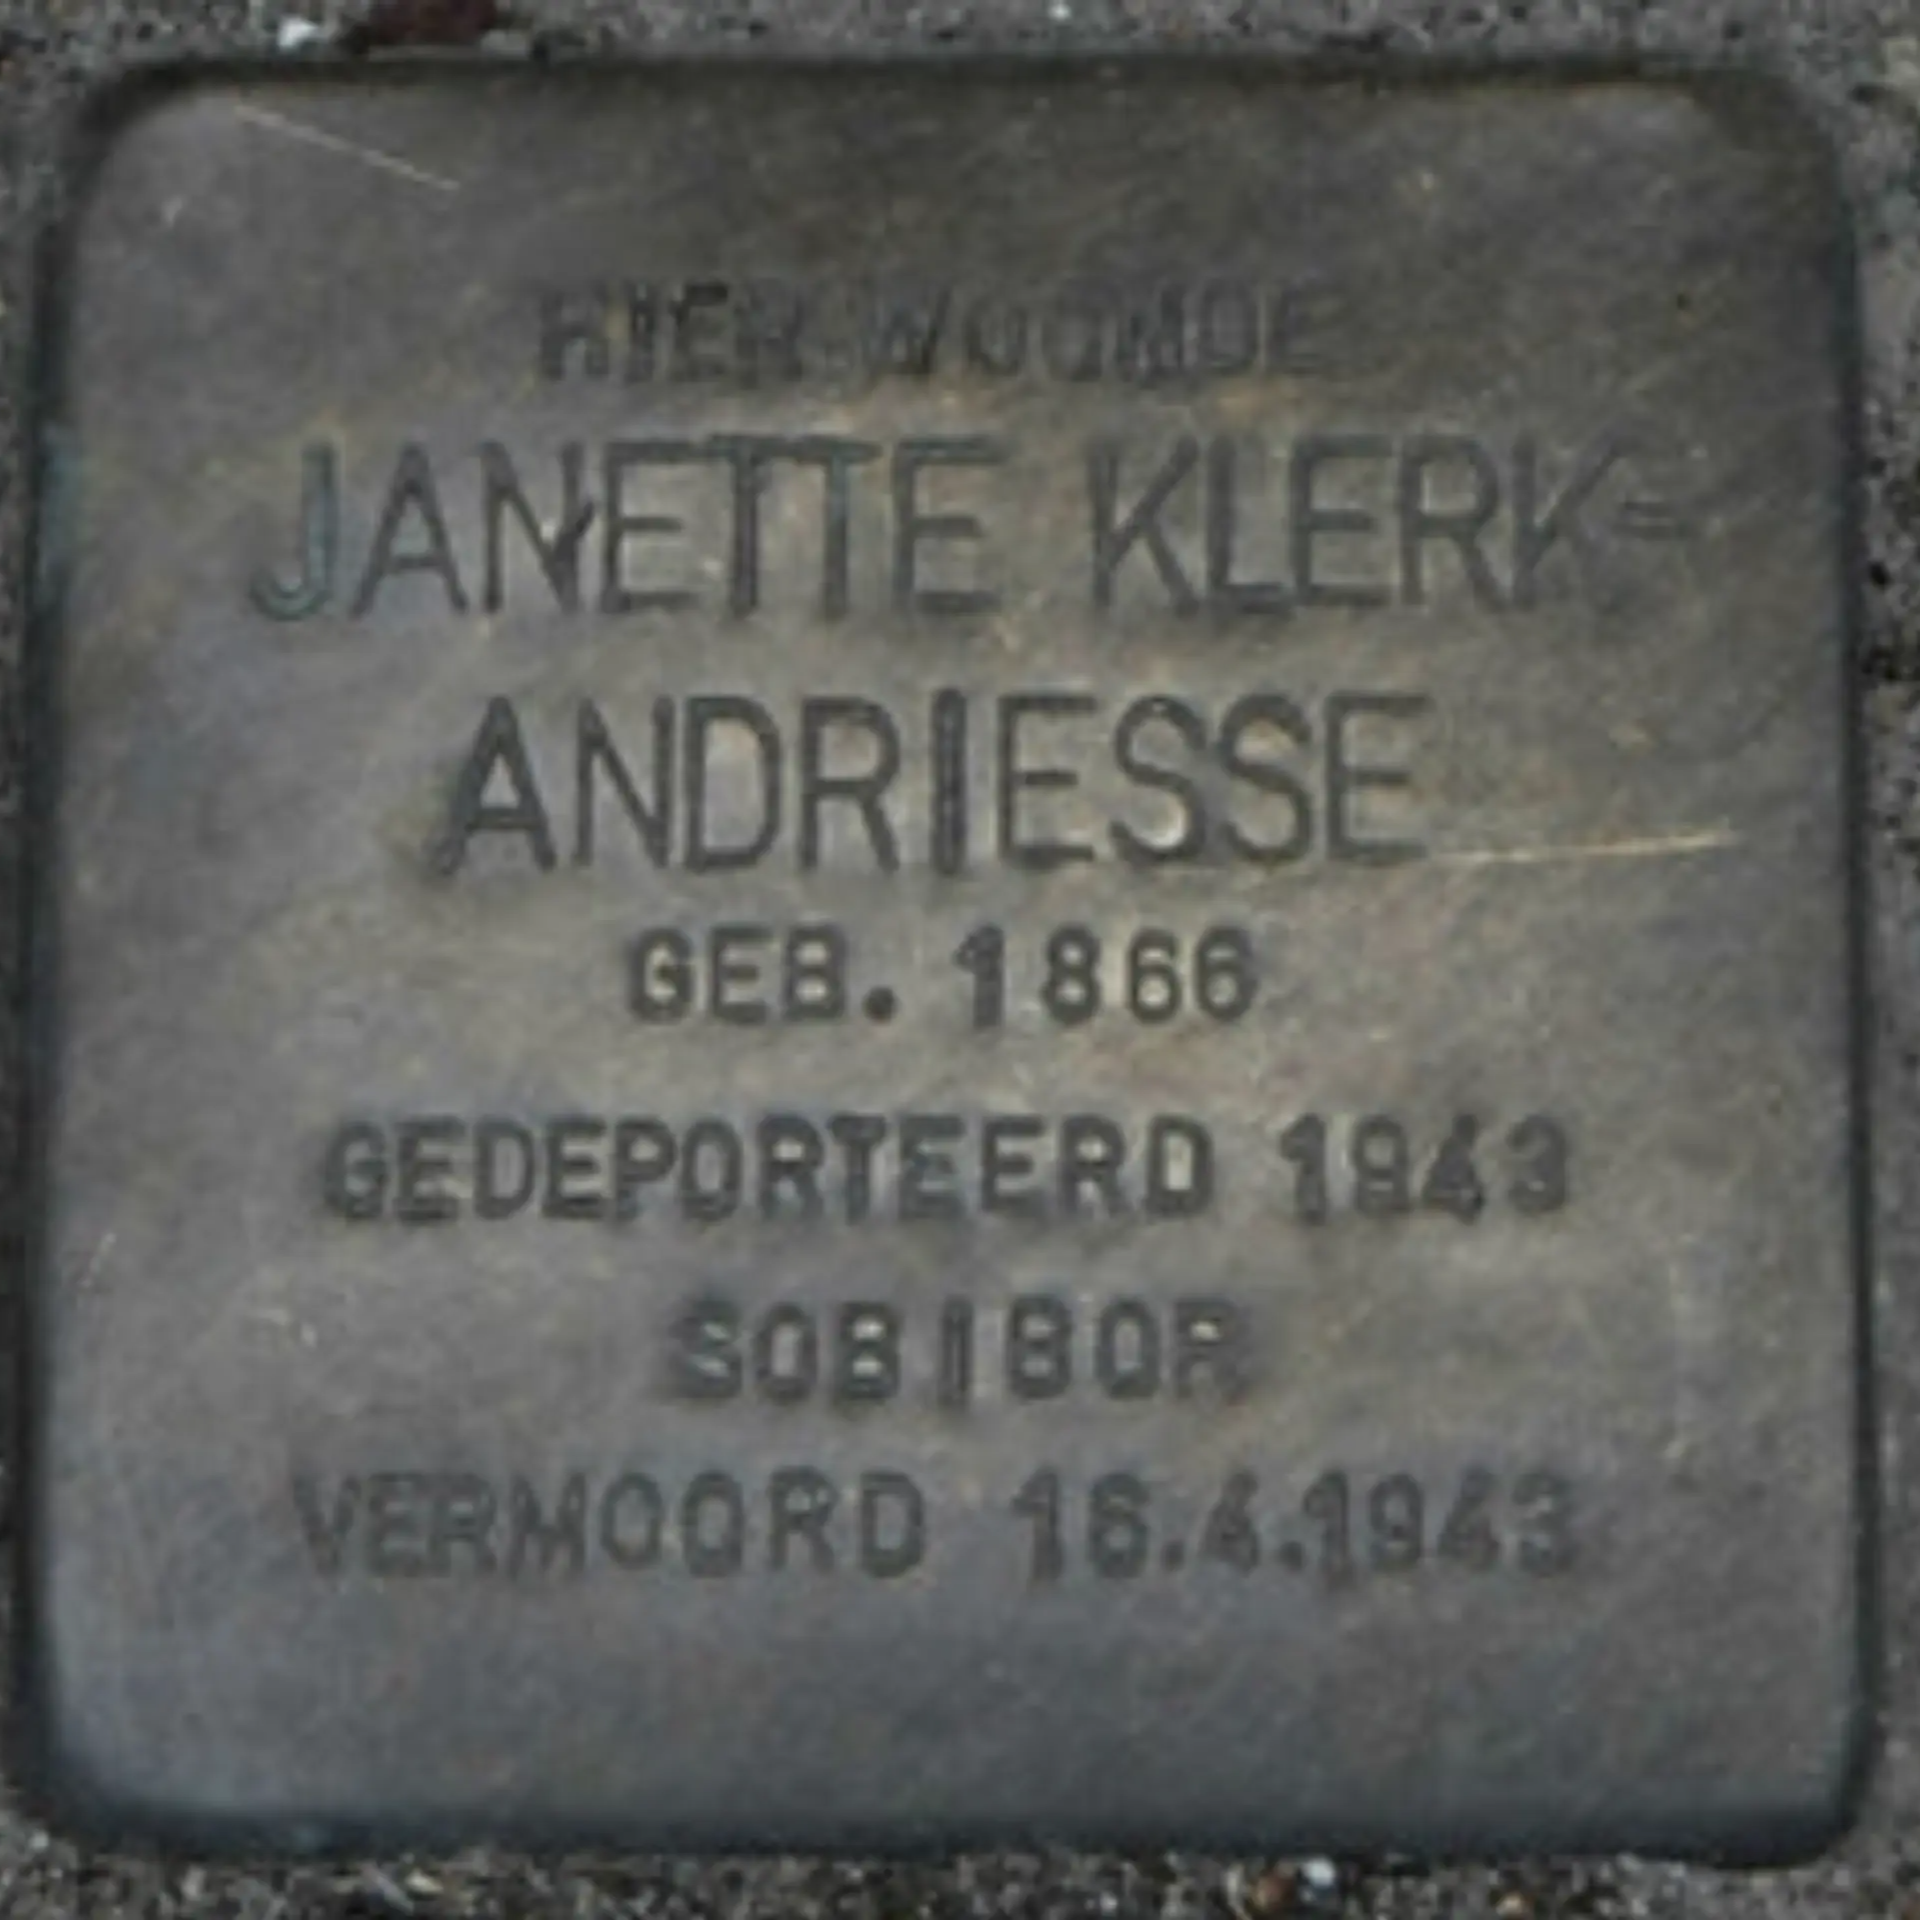 HIER WOONDE
JANETTE KLERK=
ANDRIESSE
GEB. 1866
GEDEPORTEERD 1943
SOBIBOR
VERMOORD 16.4.1943